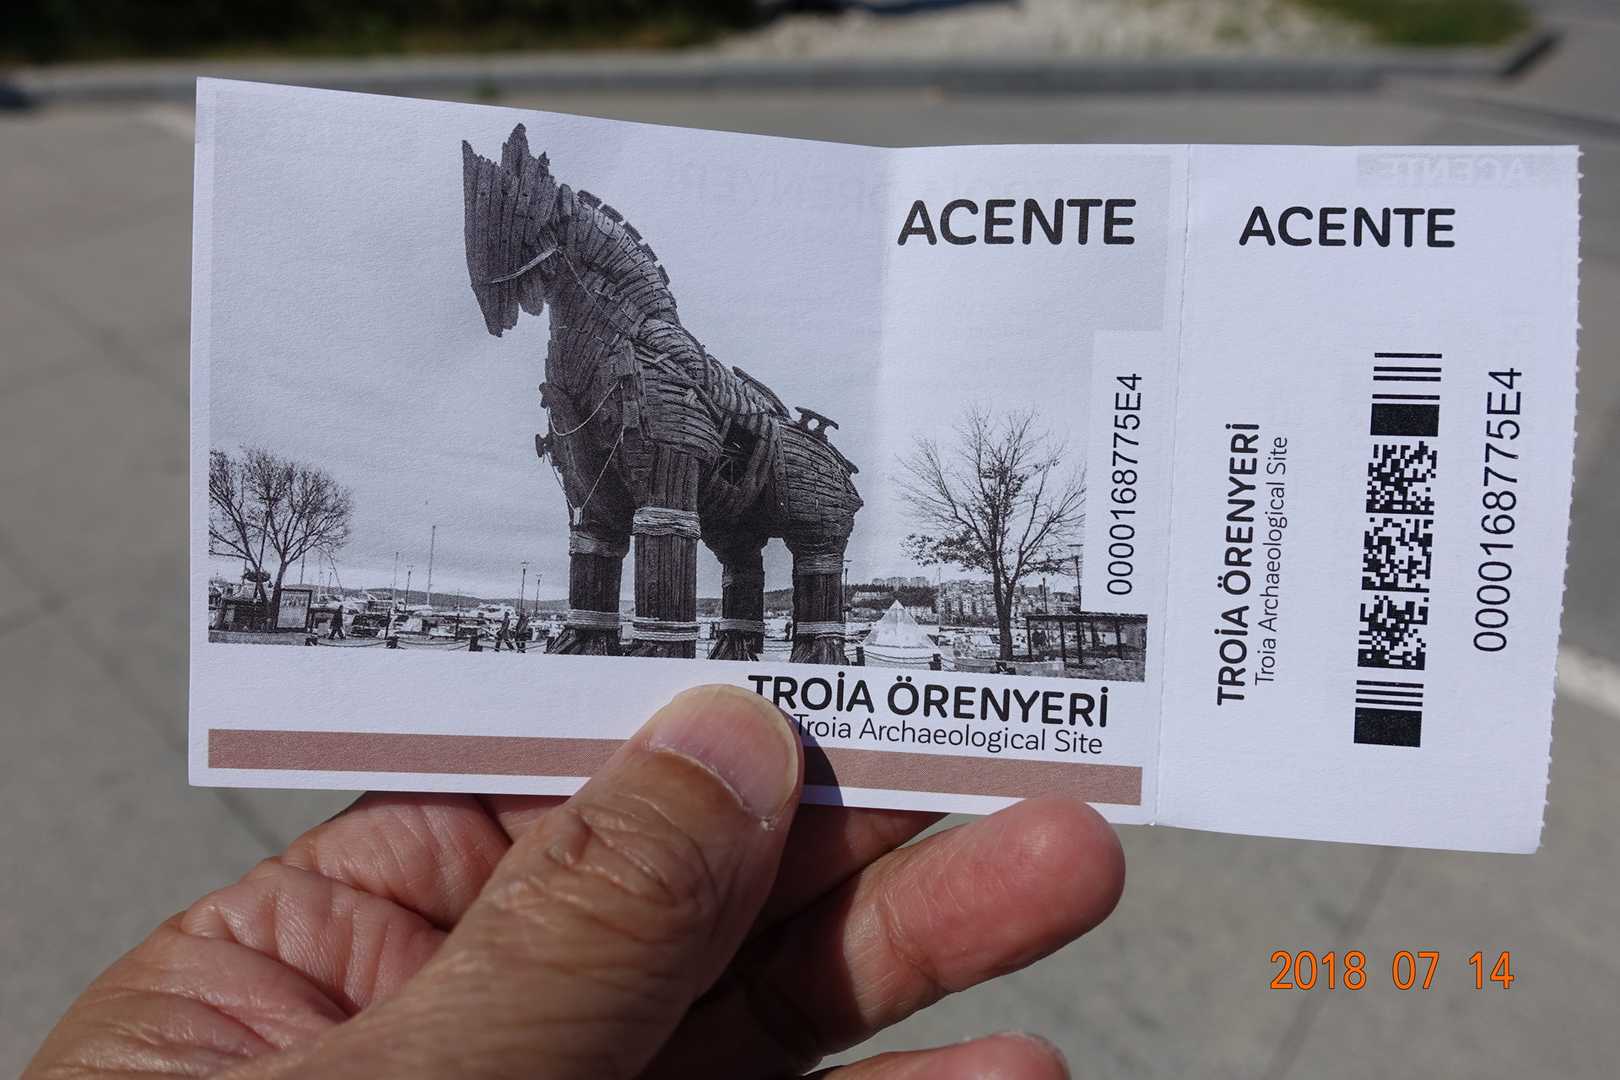 ACENTE
0000168775E4
TROİA ÖRENYERİ
Troia Archaeological Site
ACENTE
TROİA ÖRENYERİ
Troia Archaeological Site
0000168775E4
2018 07 14